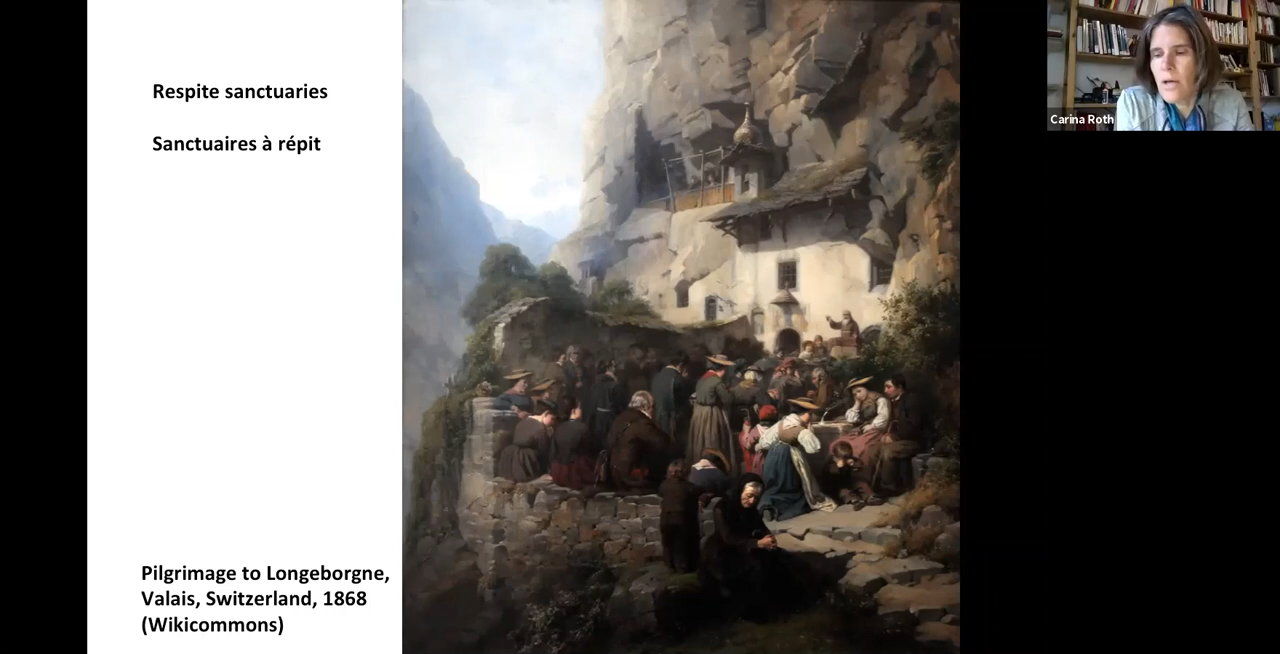 Respite sanctuaries
Sanctuaires à répit
Pilgrimage to Longeborgne,
Valais, Switzerland, 1868
(Wikicommons)
Carina Roth